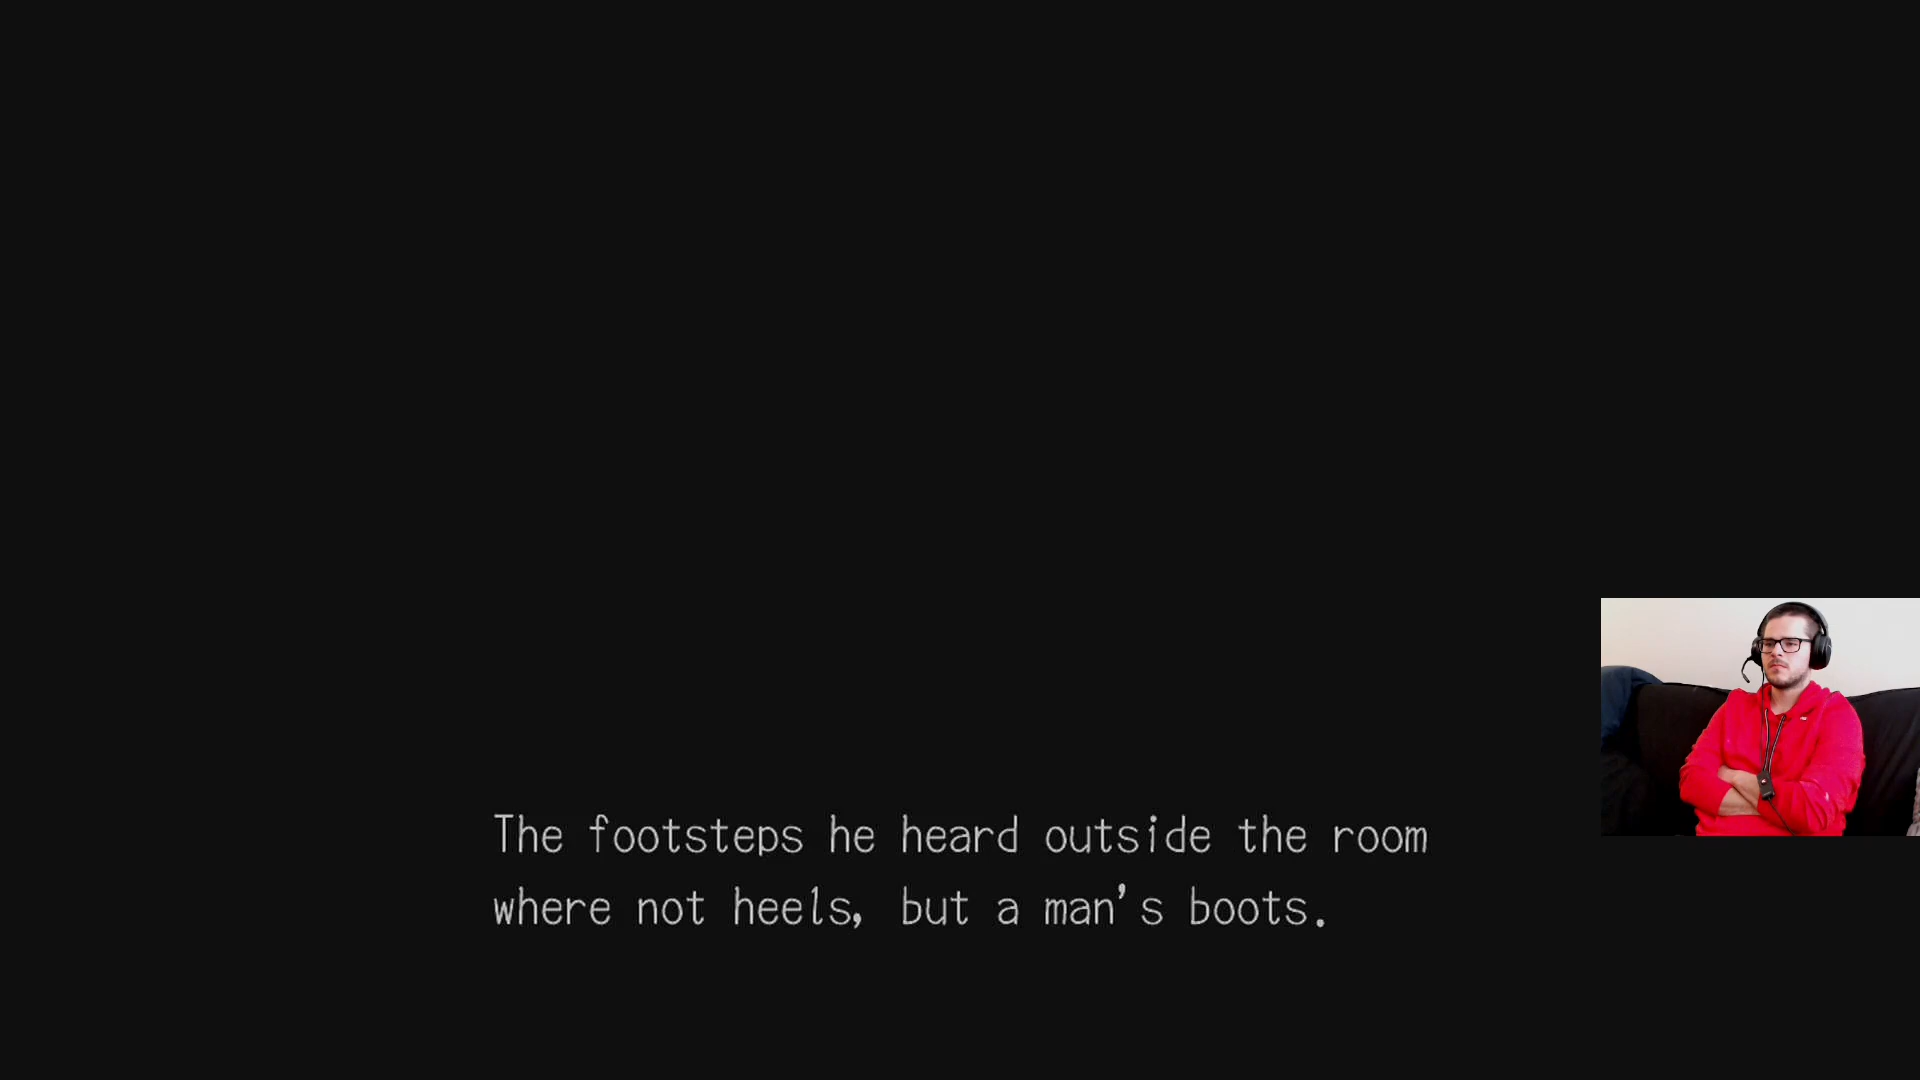 The footsteps he heard outside the room
where not heels, but a man's boots.